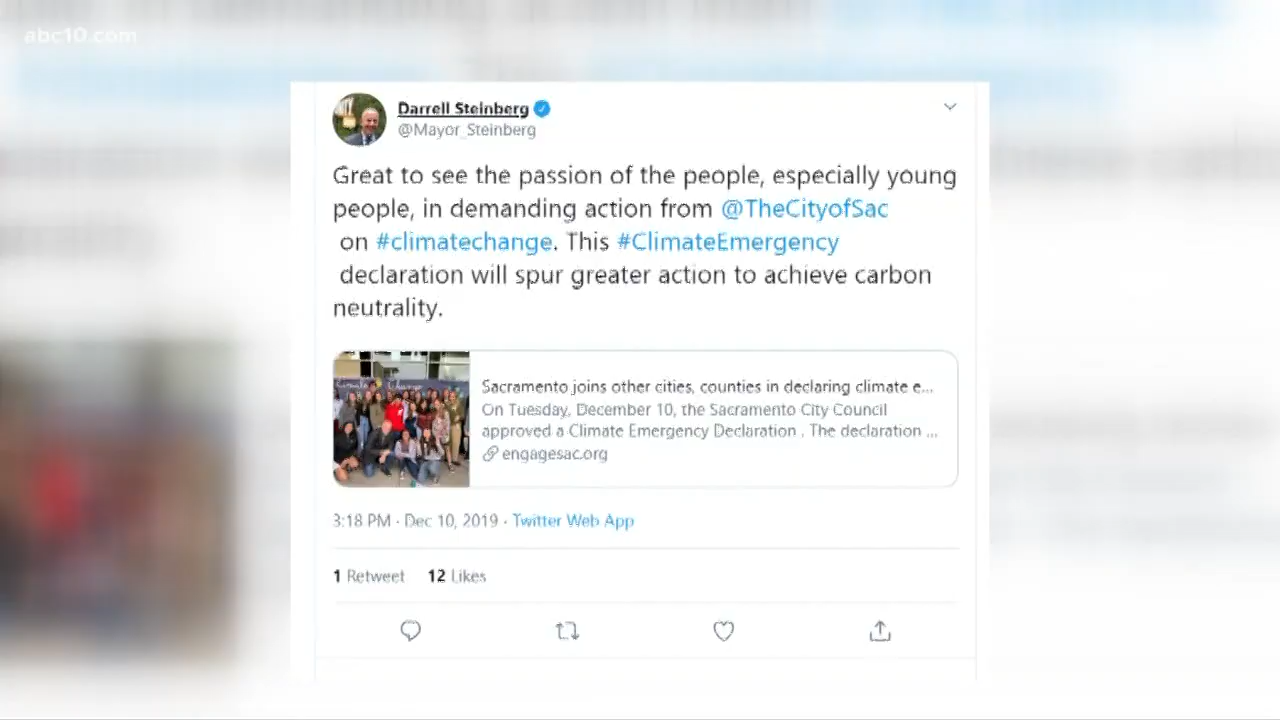 abc10.com
Darrell Steinberg
@Mayor_Steinberg
Great to see the passion of the people, especially young
people, in demanding action from @TheCityofSac
on #climatechange. This #ClimateEmergency
declaration will spur greater action to achieve carbon
neutrality.
Climate Change
Sacramento joins other cities, counties in declaring climate e...
On Tuesday, December 10, the Sacramento City Council
approved a Climate Emergency Declaration . The declaration ...
engagesac.org
3:18 PM · Dec 10, 2019 · Twitter Web App
1 Retweet 12 Likes